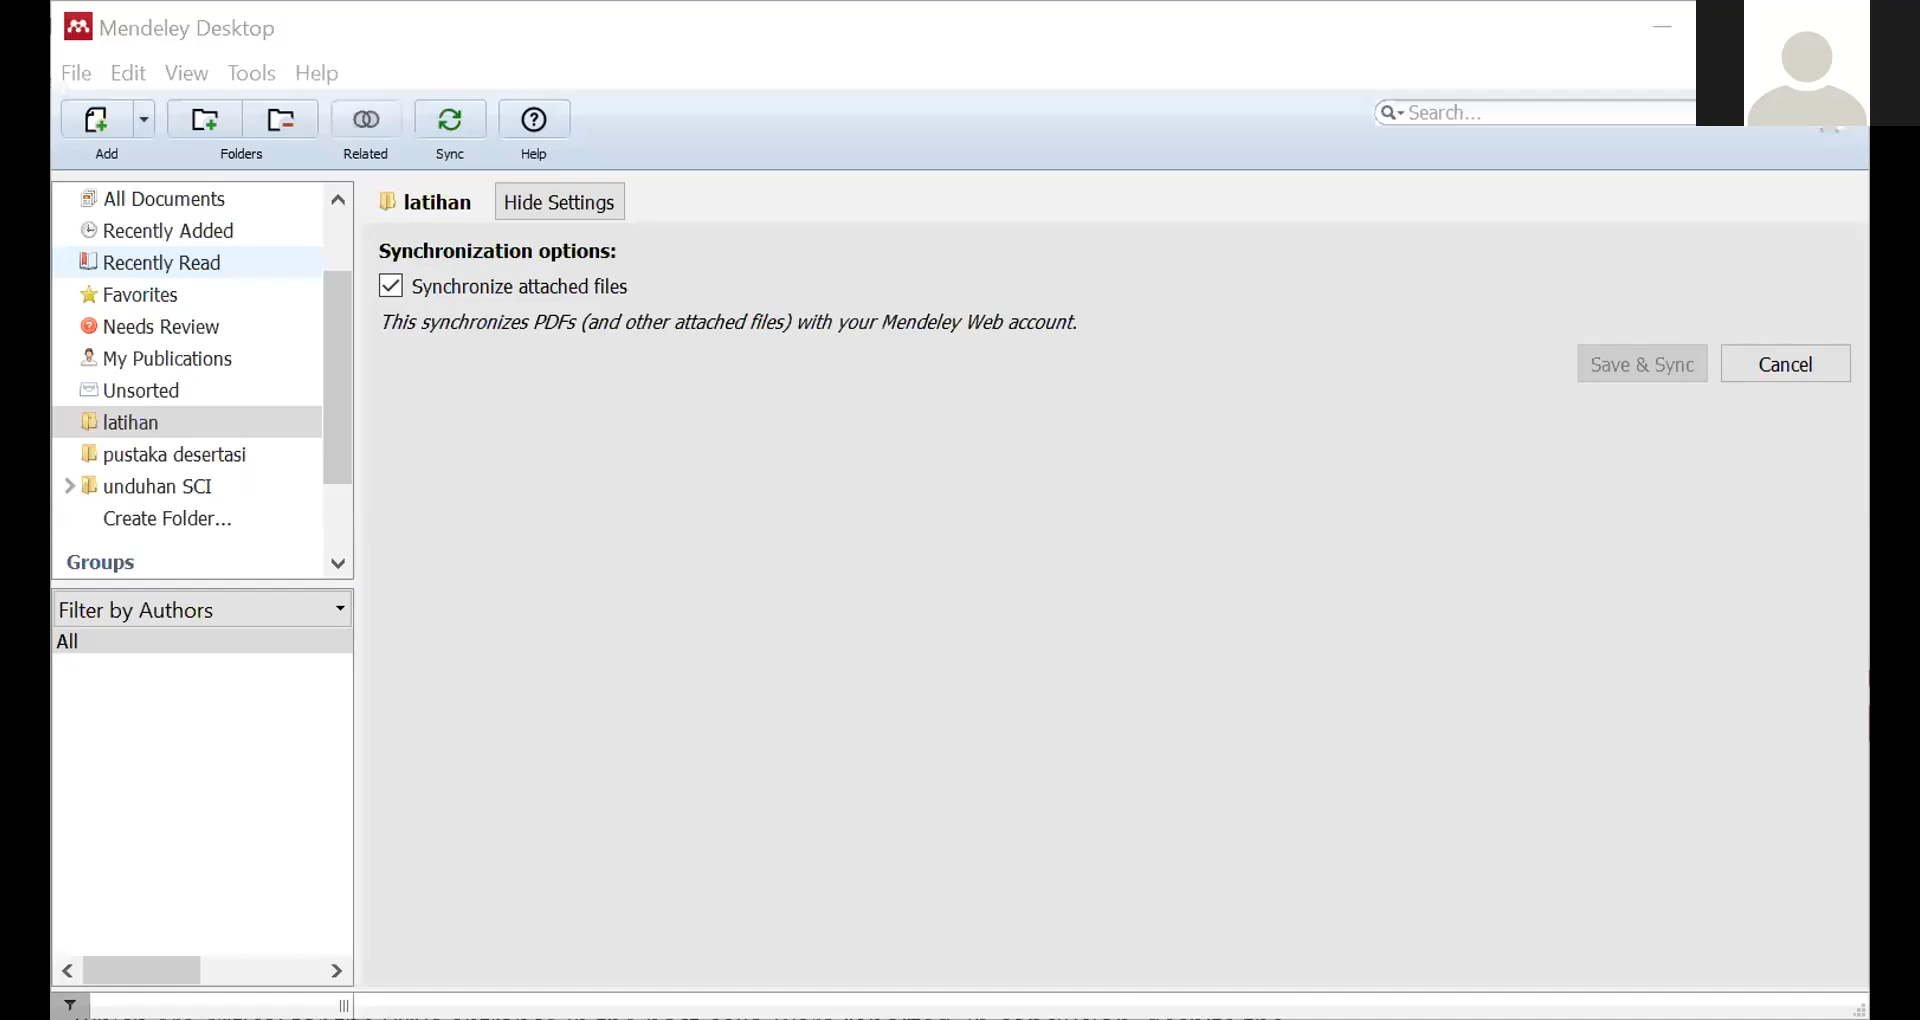 Mendeley Desktop
File Edit View Tools Help
Search...
Add Folders Related Sync Help
All Documents
Recently Added
Recently Read
Favorites
Needs Review
My Publications
Unsorted
latihan
pustaka desertasi
unduhan SCI
Create Folder...
Groups
Filter by Authors
All
latihan Hide Settings
Synchronization options:
Synchronize attached files
This synchronizes PDFs (and other attached files) with your Mendeley Web account.
Save & Sync Cancel